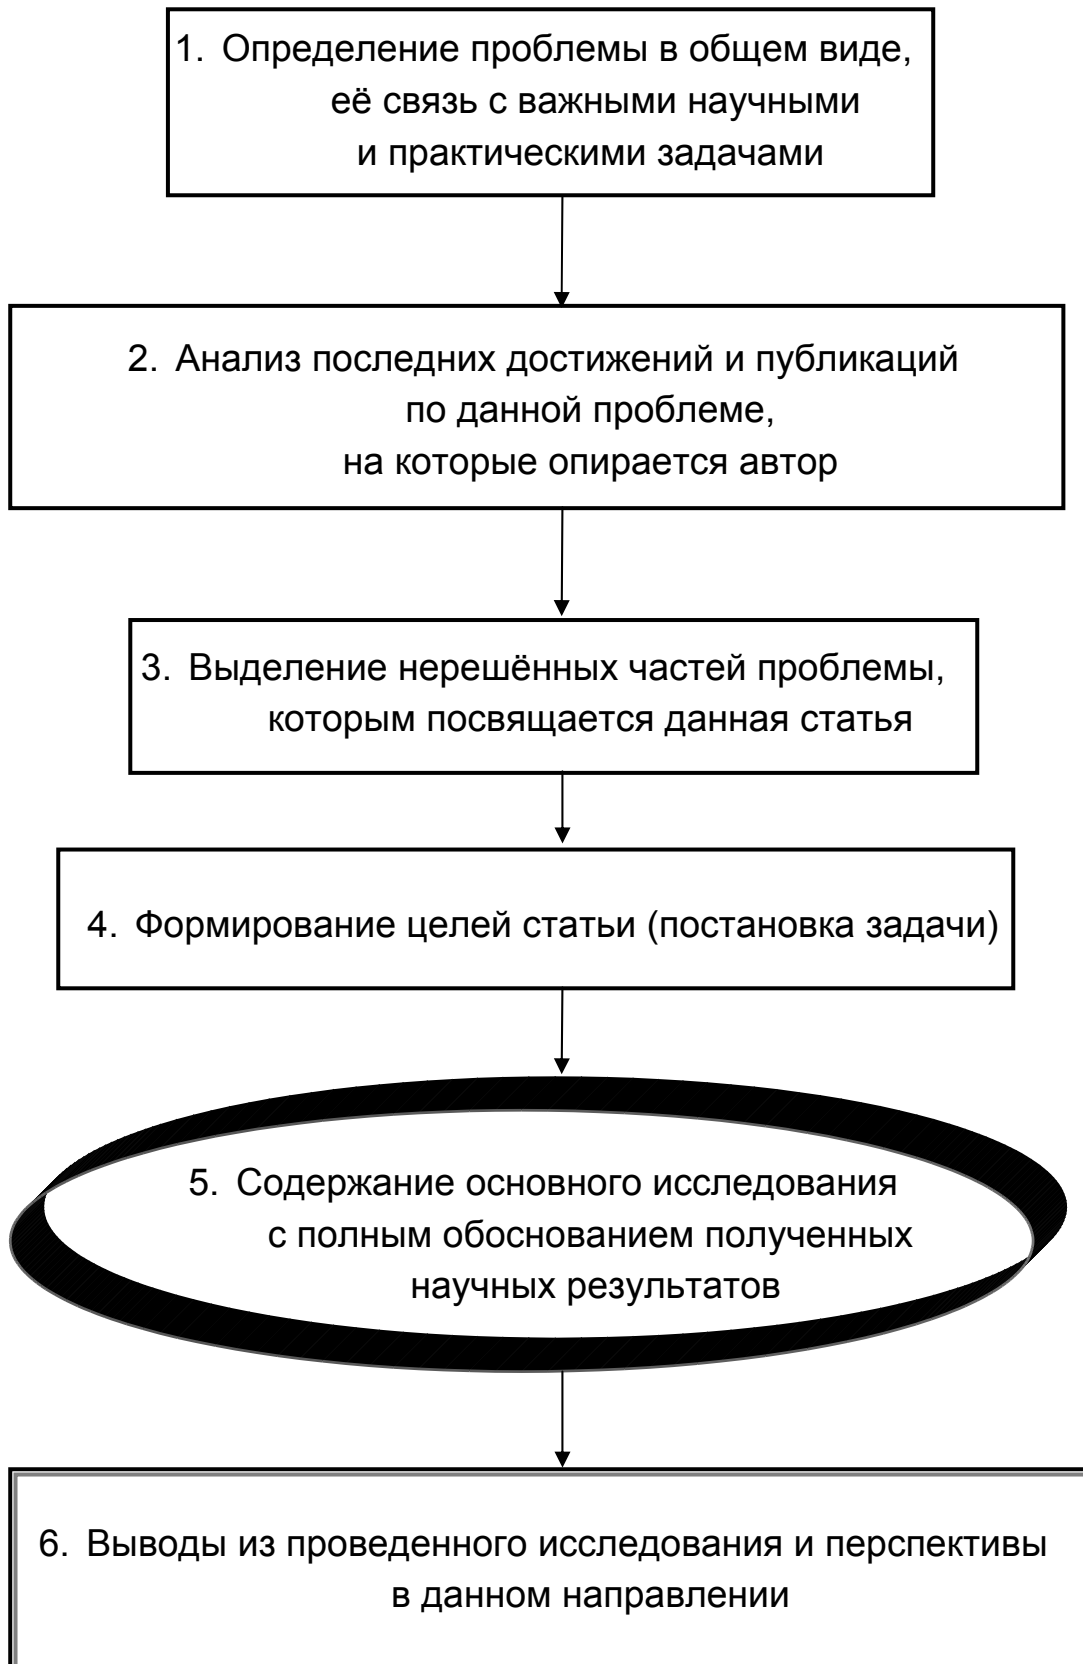 1. Определение проблемы в общем виде,
её связь с важными научными
и практическими задачами
2. Анализ последних достижений и публикаций
по данной проблеме,
на которые опирается автор
3. Выделение нерешённых частей проблемы,
которым посвящается данная статья
4. Формирование целей статьи (постановка задачи)
5. Содержание основного исследования
с полным обоснованием полученных
научных результатов
6. Выводы из проведенного исследования и перспективы
в данном направлении